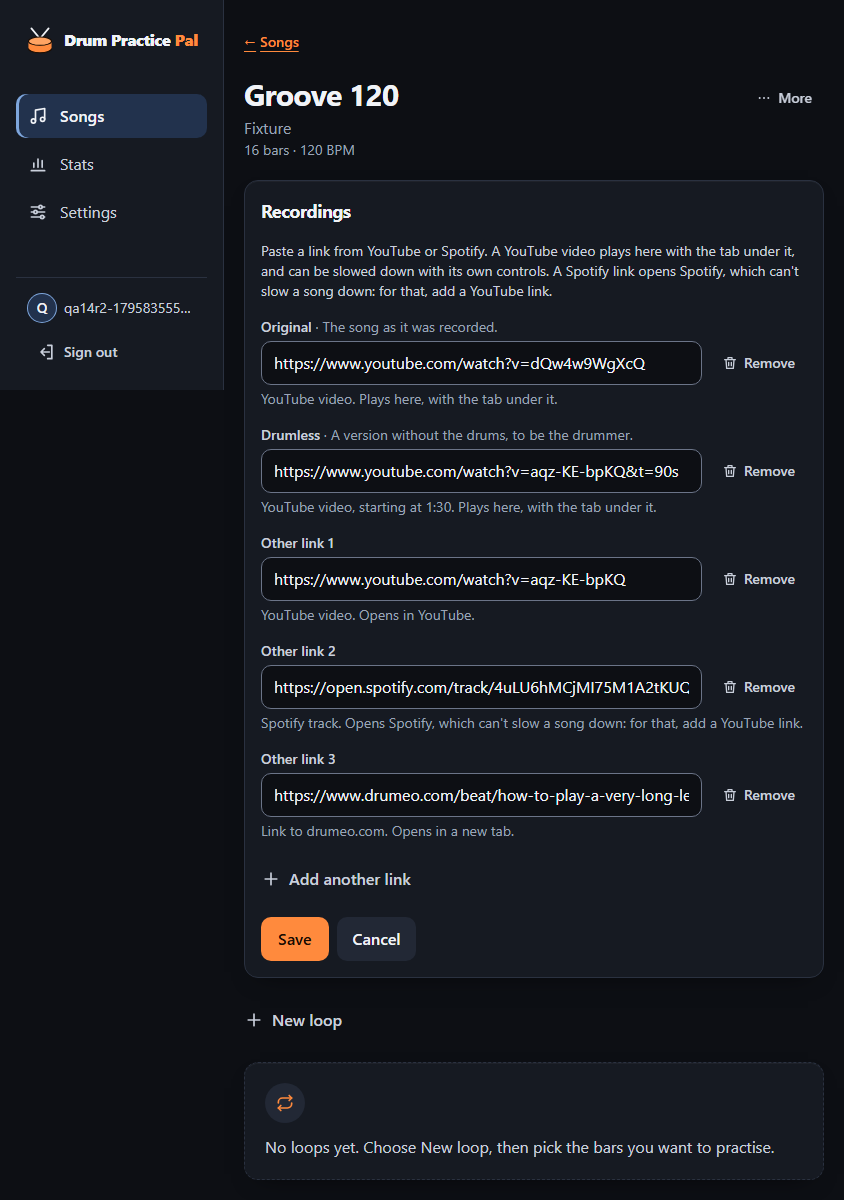 Drum Practice Pal
Songs
Stats
Settings
Q qa14r2-179583555...
Sign out
← Songs
Groove 120
··· More
Fixture
16 bars · 120 BPM
Recordings
Paste a link from YouTube or Spotify. A YouTube video plays here with the tab under it,
and can be slowed down with its own controls. A Spotify link opens Spotify, which can't
slow a song down: for that, add a YouTube link.
Original · The song as it was recorded.
https://www.youtube.com/watch?v=dQw4w9WgXcQ
Remove
YouTube video. Plays here, with the tab under it.
Drumless · A version without the drums, to be the drummer.
https://www.youtube.com/watch?v=aqz-KE-bpKQ&t=90s
Remove
YouTube video, starting at 1:30. Plays here, with the tab under it.
Other link 1
https://www.youtube.com/watch?v=aqz-KE-bpKQ
Remove
YouTube video. Opens in YouTube.
Other link 2
https://open.spotify.com/track/4uLU6hMCjMI75M1A2tKUQ
Remove
Spotify track. Opens Spotify, which can't slow a song down: for that, add a YouTube link.
Other link 3
https://www.drumeo.com/beat/how-to-play-a-very-long-le
Remove
Link to drumeo.com. Opens in a new tab.
+ Add another link
Save
Cancel
+ New loop
No loops yet. Choose New loop, then pick the bars you want to practise.